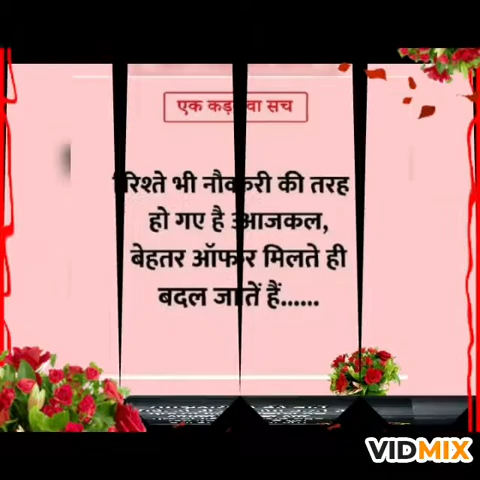 एक कड़वा सच
रिश्ते भी नौकरी की तरह
हो गए है आजकल,
बेहतर ऑफर मिलते ही
बदल जातें हैं......
VIDMIX